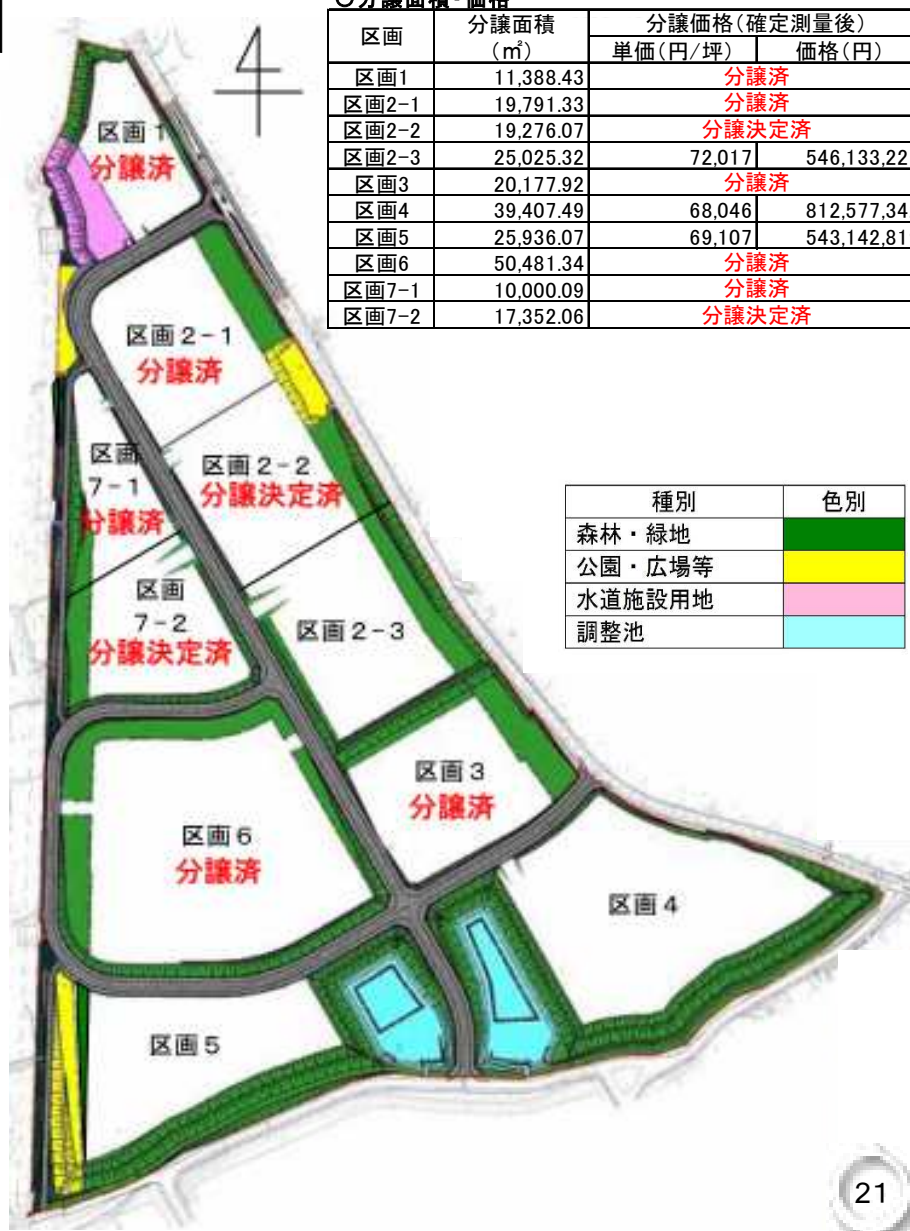 ○分譲面積・価格
区画 分譲面積(㎡) 分譲価格(確定測量後)
単価(円/坪) 価格(円)
区画1 11,388.43 分譲済
区画2-1 19,791.33 分譲済
区画2-2 19,276.07 分譲決定済
区画2-3 25,025.32 72,017 546,133,22
区画3 20,177.92 分譲済
区画4 39,407.49 68,046 812,577,34
区画5 25,936.07 69,107 543,142,81
区画6 50,481.34 分譲済
区画7-1 10,000.09 分譲済
区画7-2 17,352.06 分譲決定済
区画1
分譲済
区画2-1
分譲済
区画
7-1
分譲済
区画2-2
分譲決定済
区画
7-2
分譲決定済
区画2-3
区画3
分譲済
区画6
分譲済
区画4
区画5
種別 色別
森林・緑地
公園・広場等
水道施設用地
調整池
21